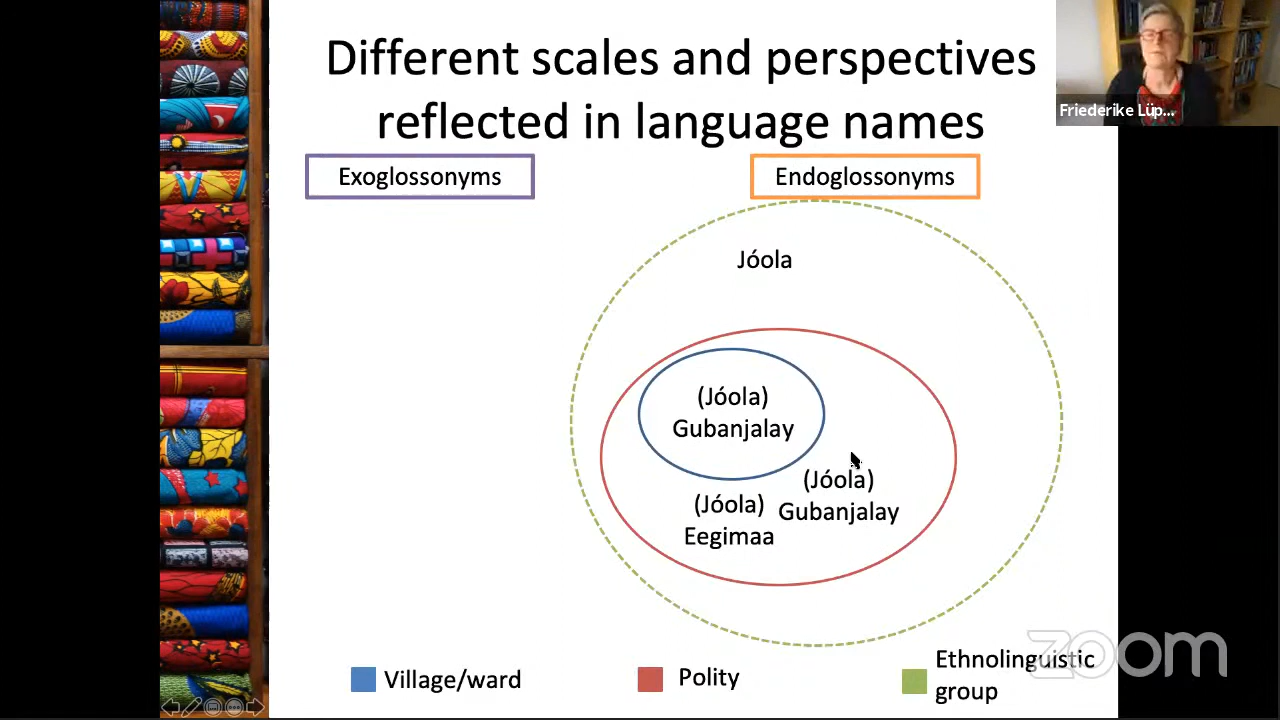 Different scales and perspectives
reflected in language names
Friederike Lüp...
Exoglossonyms
Endoglossonyms
Jóola
(Jóola)
Gubanjalay
(Jóola)
Gubanjalay
(Jóola)
Eegimaa
Village/ward
Polity
Ethnolinguistic
group
zoom